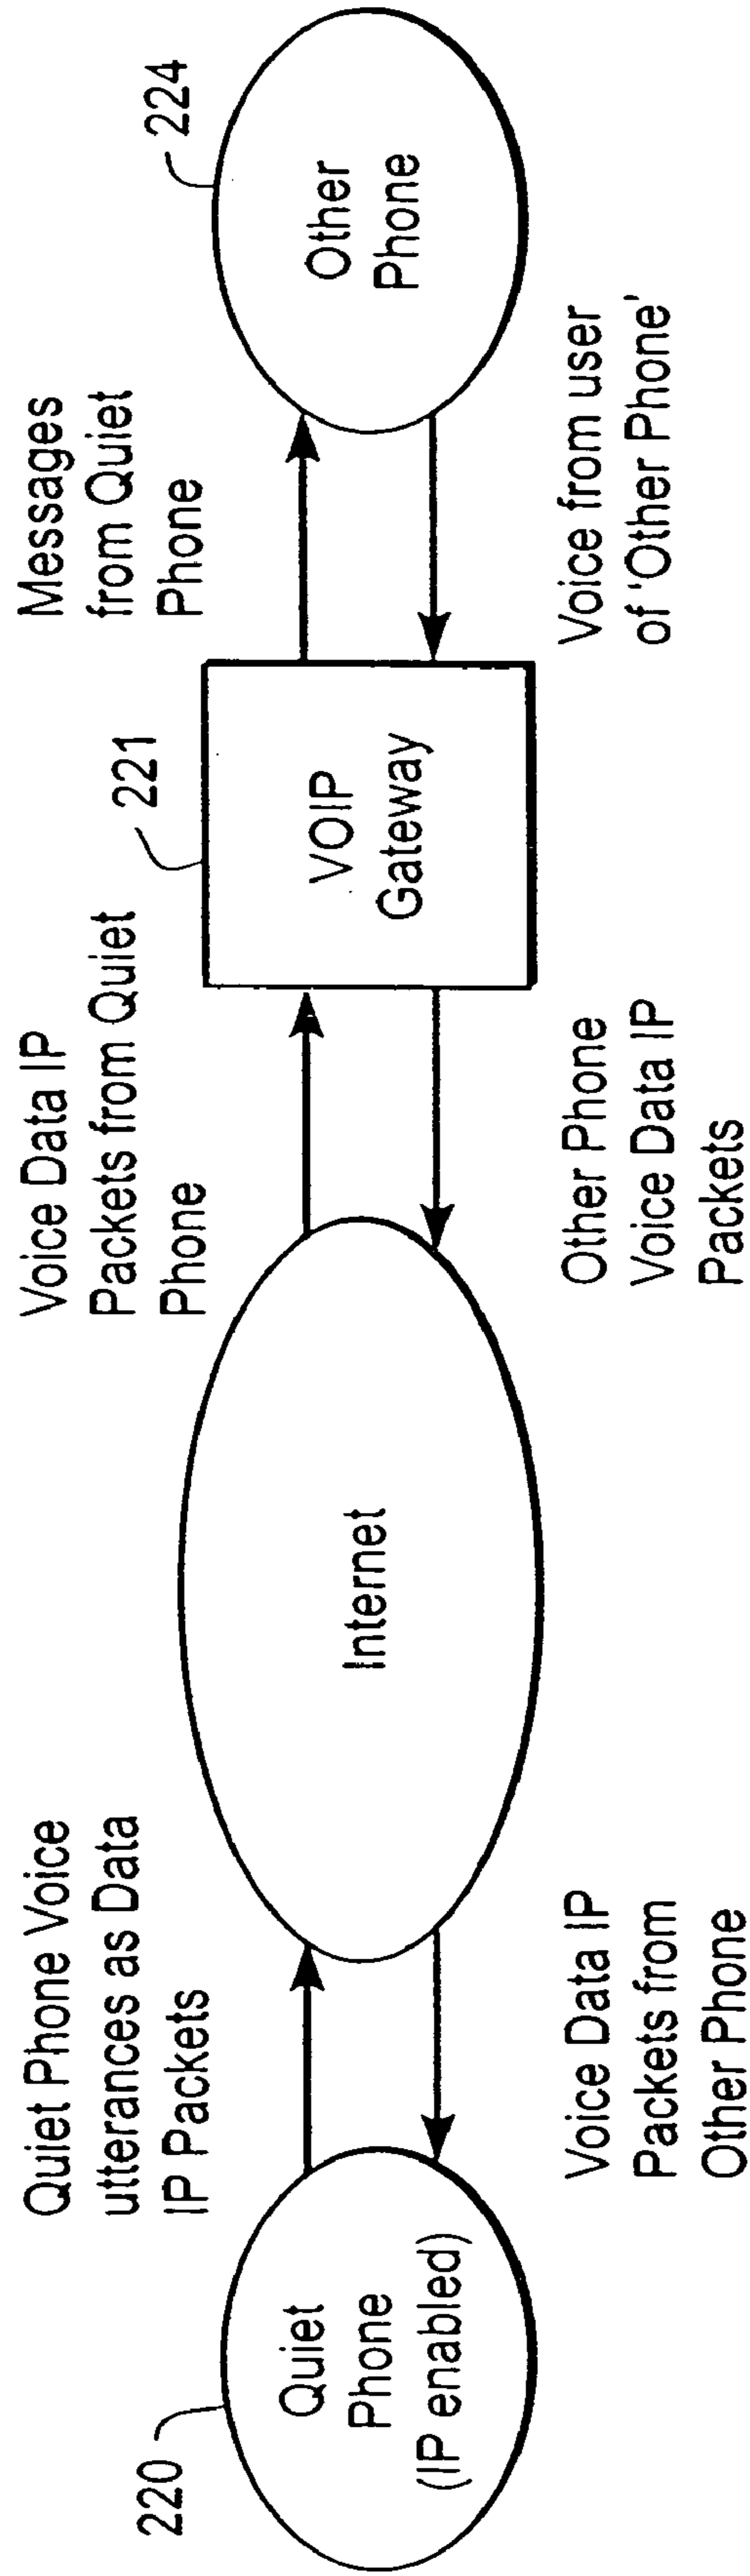 Quiet Phone Voice
utterances as Data
IP Packets
Voice Data IP
Packets from Quiet
Phone
Messages
from Quiet
Phone
220
Quiet
Phone
(IP enabled)
Internet
221
VOIP
Gateway
224
Other
Phone
Voice Data IP
Packets from
Other Phone
Other Phone
Voice Data IP
Packets
Voice from user
of 'Other Phone'